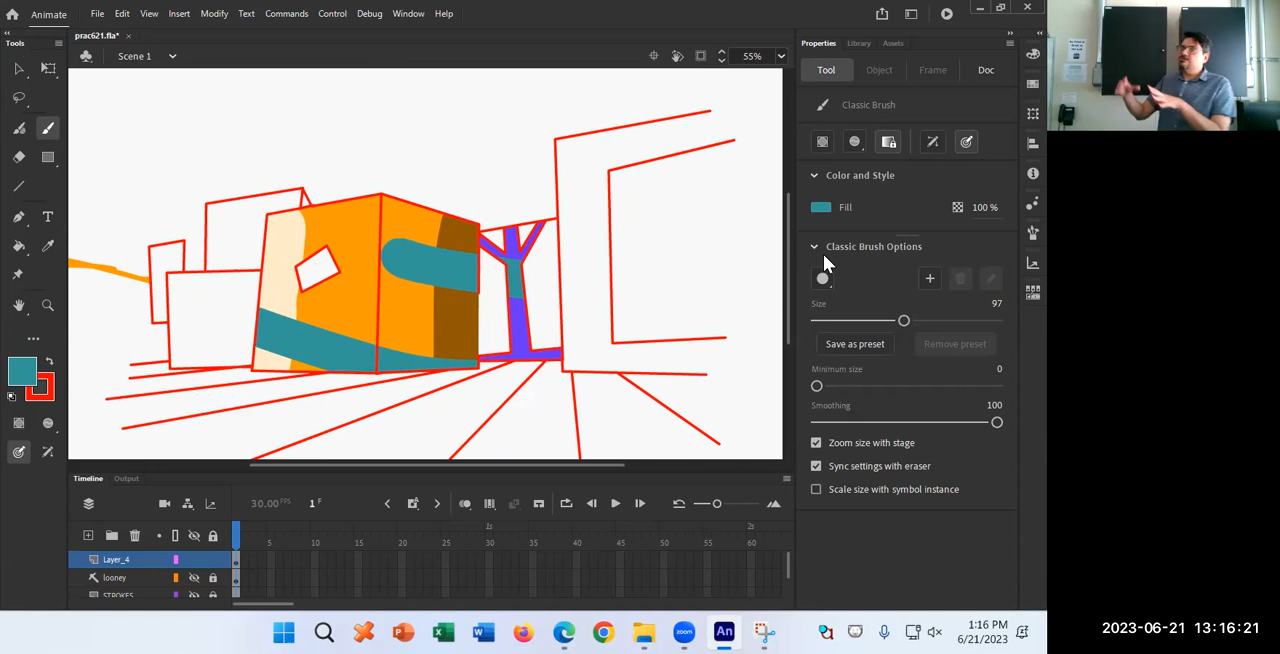 Animate
File Edit View Insert Modify Text Commands Control Debug Window Help
prac621.fla*
Scene 1
55%
Tools
Properties Library Assets
Tool Object Frame Doc
Classic Brush
Color and Style
Fill
100 %
Classic Brush Options
Size 97
Save as preset Remove preset
Minimum size 0
Smoothing 100
Zoom size with stage
Sync settings with eraser
Scale size with symbol instance
Timeline Output
30.00 FPS 1 F
1s 2s
5 10 15 20 25 30 35 40 45 50 55 60
Layer_4
looney
STROKES
An
zoom
1:16 PM
6/21/2023
2023-06-21 13:16:21